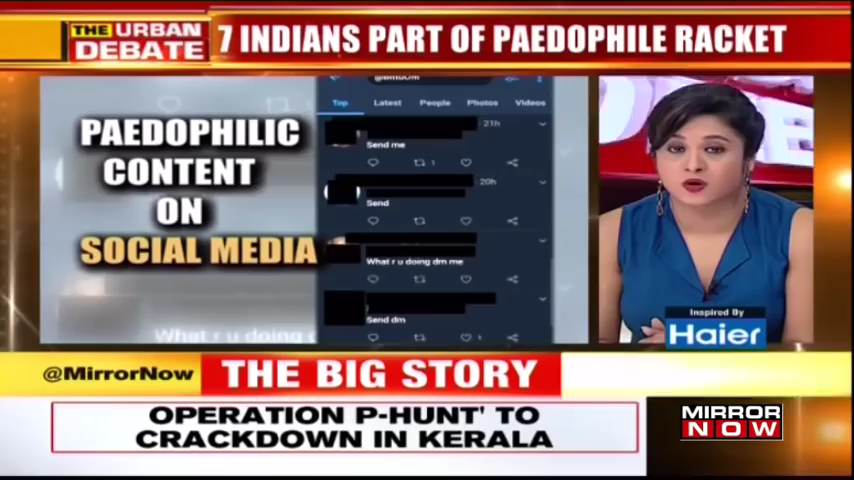 THE URBAN
DEBATE
7 INDIANS PART OF PAEDOPHILE RACKET
PAEDOPHILIC
CONTENT
ON
SOCIAL MEDIA
Top Latest People Photos Videos
21h
Send me
1
20h
Send
What r u doing dm me
Send dm
1
What r u doing
Inspired By
Haier
@MirrorNow
THE BIG STORY
OPERATION P-HUNT' TO
CRACKDOWN IN KERALA
MIRROR
NOW